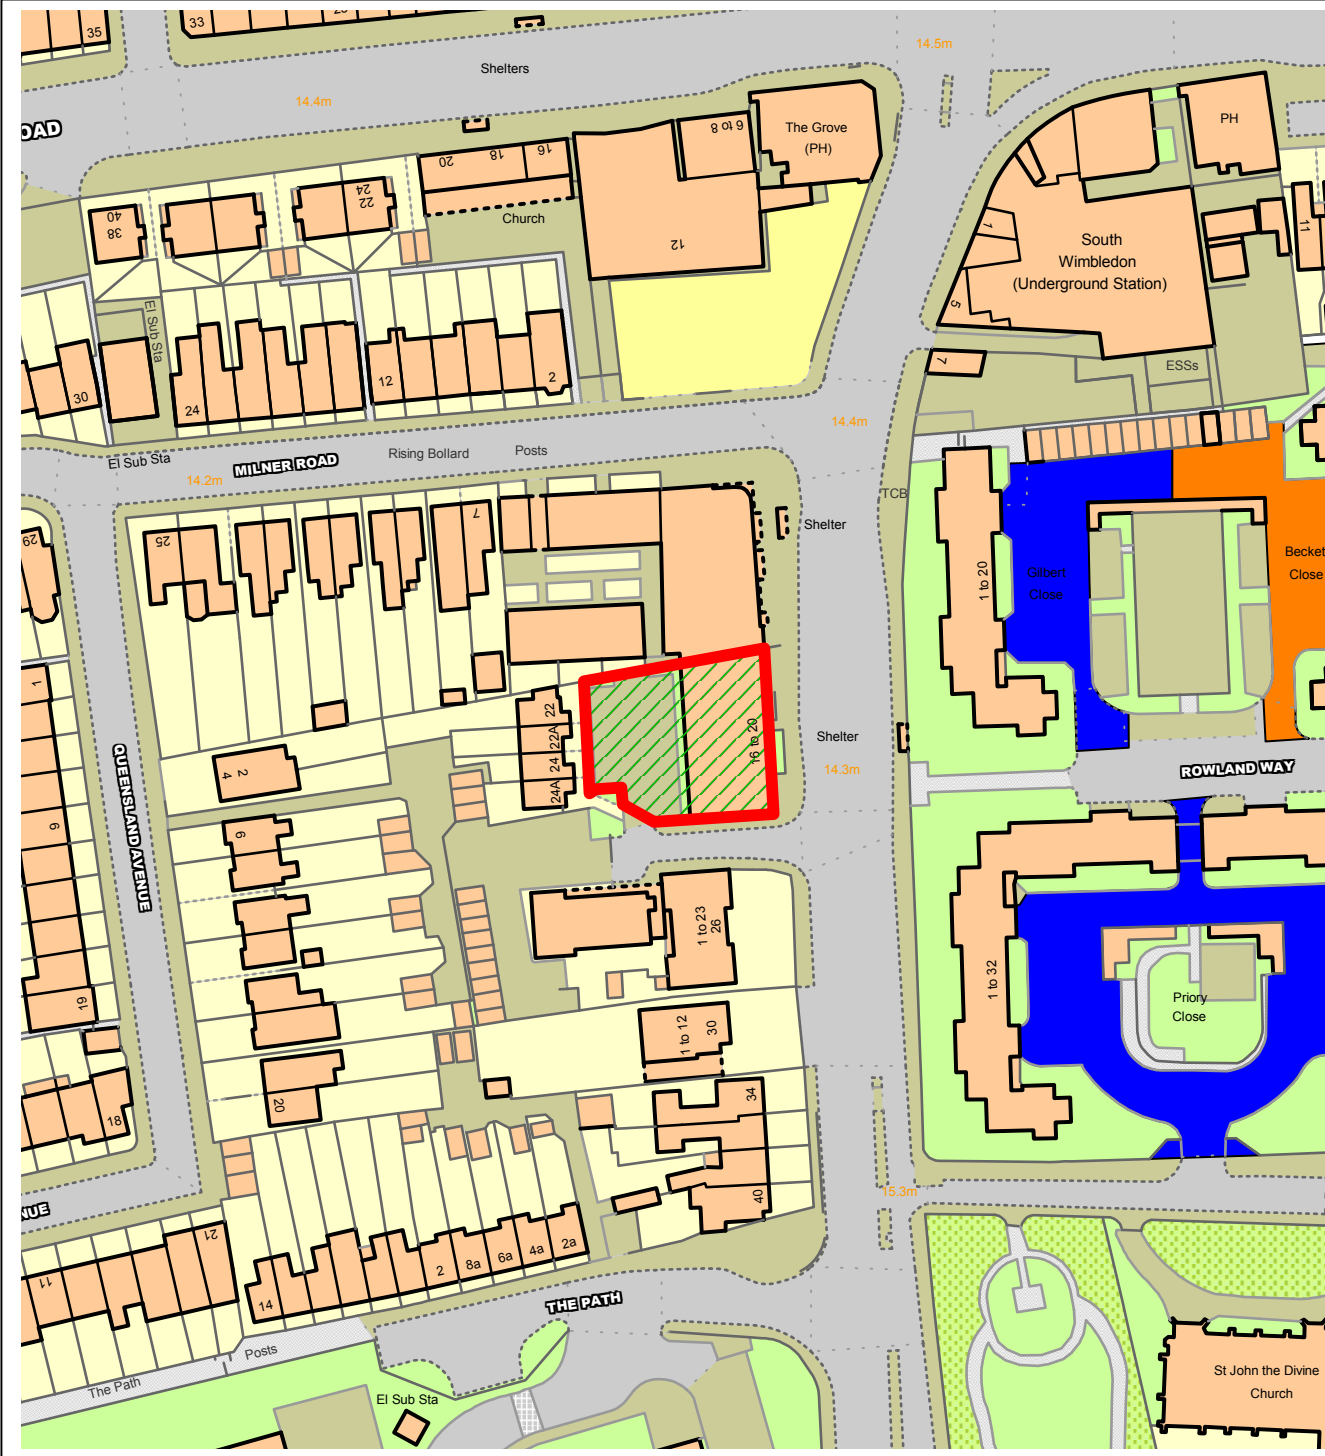 35
33
14.5m
Shelters
14.4m
OAD
PH
The Grove
(PH)
6 to 8
16
18
20
22
24
Church
40
38
12
1
South
Wimbledon
(Underground Station)
11
5
El Sub Sta
7
ESSs
30
24
12
2
14.4m
El Sub Sta
MILNER ROAD
Rising Bollard
Posts
14.2m
TCB
Shelter
29
25
7
Becket
Close
Gilbert
Close
1 to 20
1
22
22A
24
24A
16 to 20
Shelter
14.3m
ROWLAND WAY
2
4
QUEENSLAND AVENUE
6
9
1 to 23
26
1 to 32
Priory
Close
19
1 to 12
30
20
34
18
40
15.3m
NUE
21
11
14
2
8a
6a
4a
2a
THE PATH
Posts
The Path
El Sub Sta
St John the Divine
Church